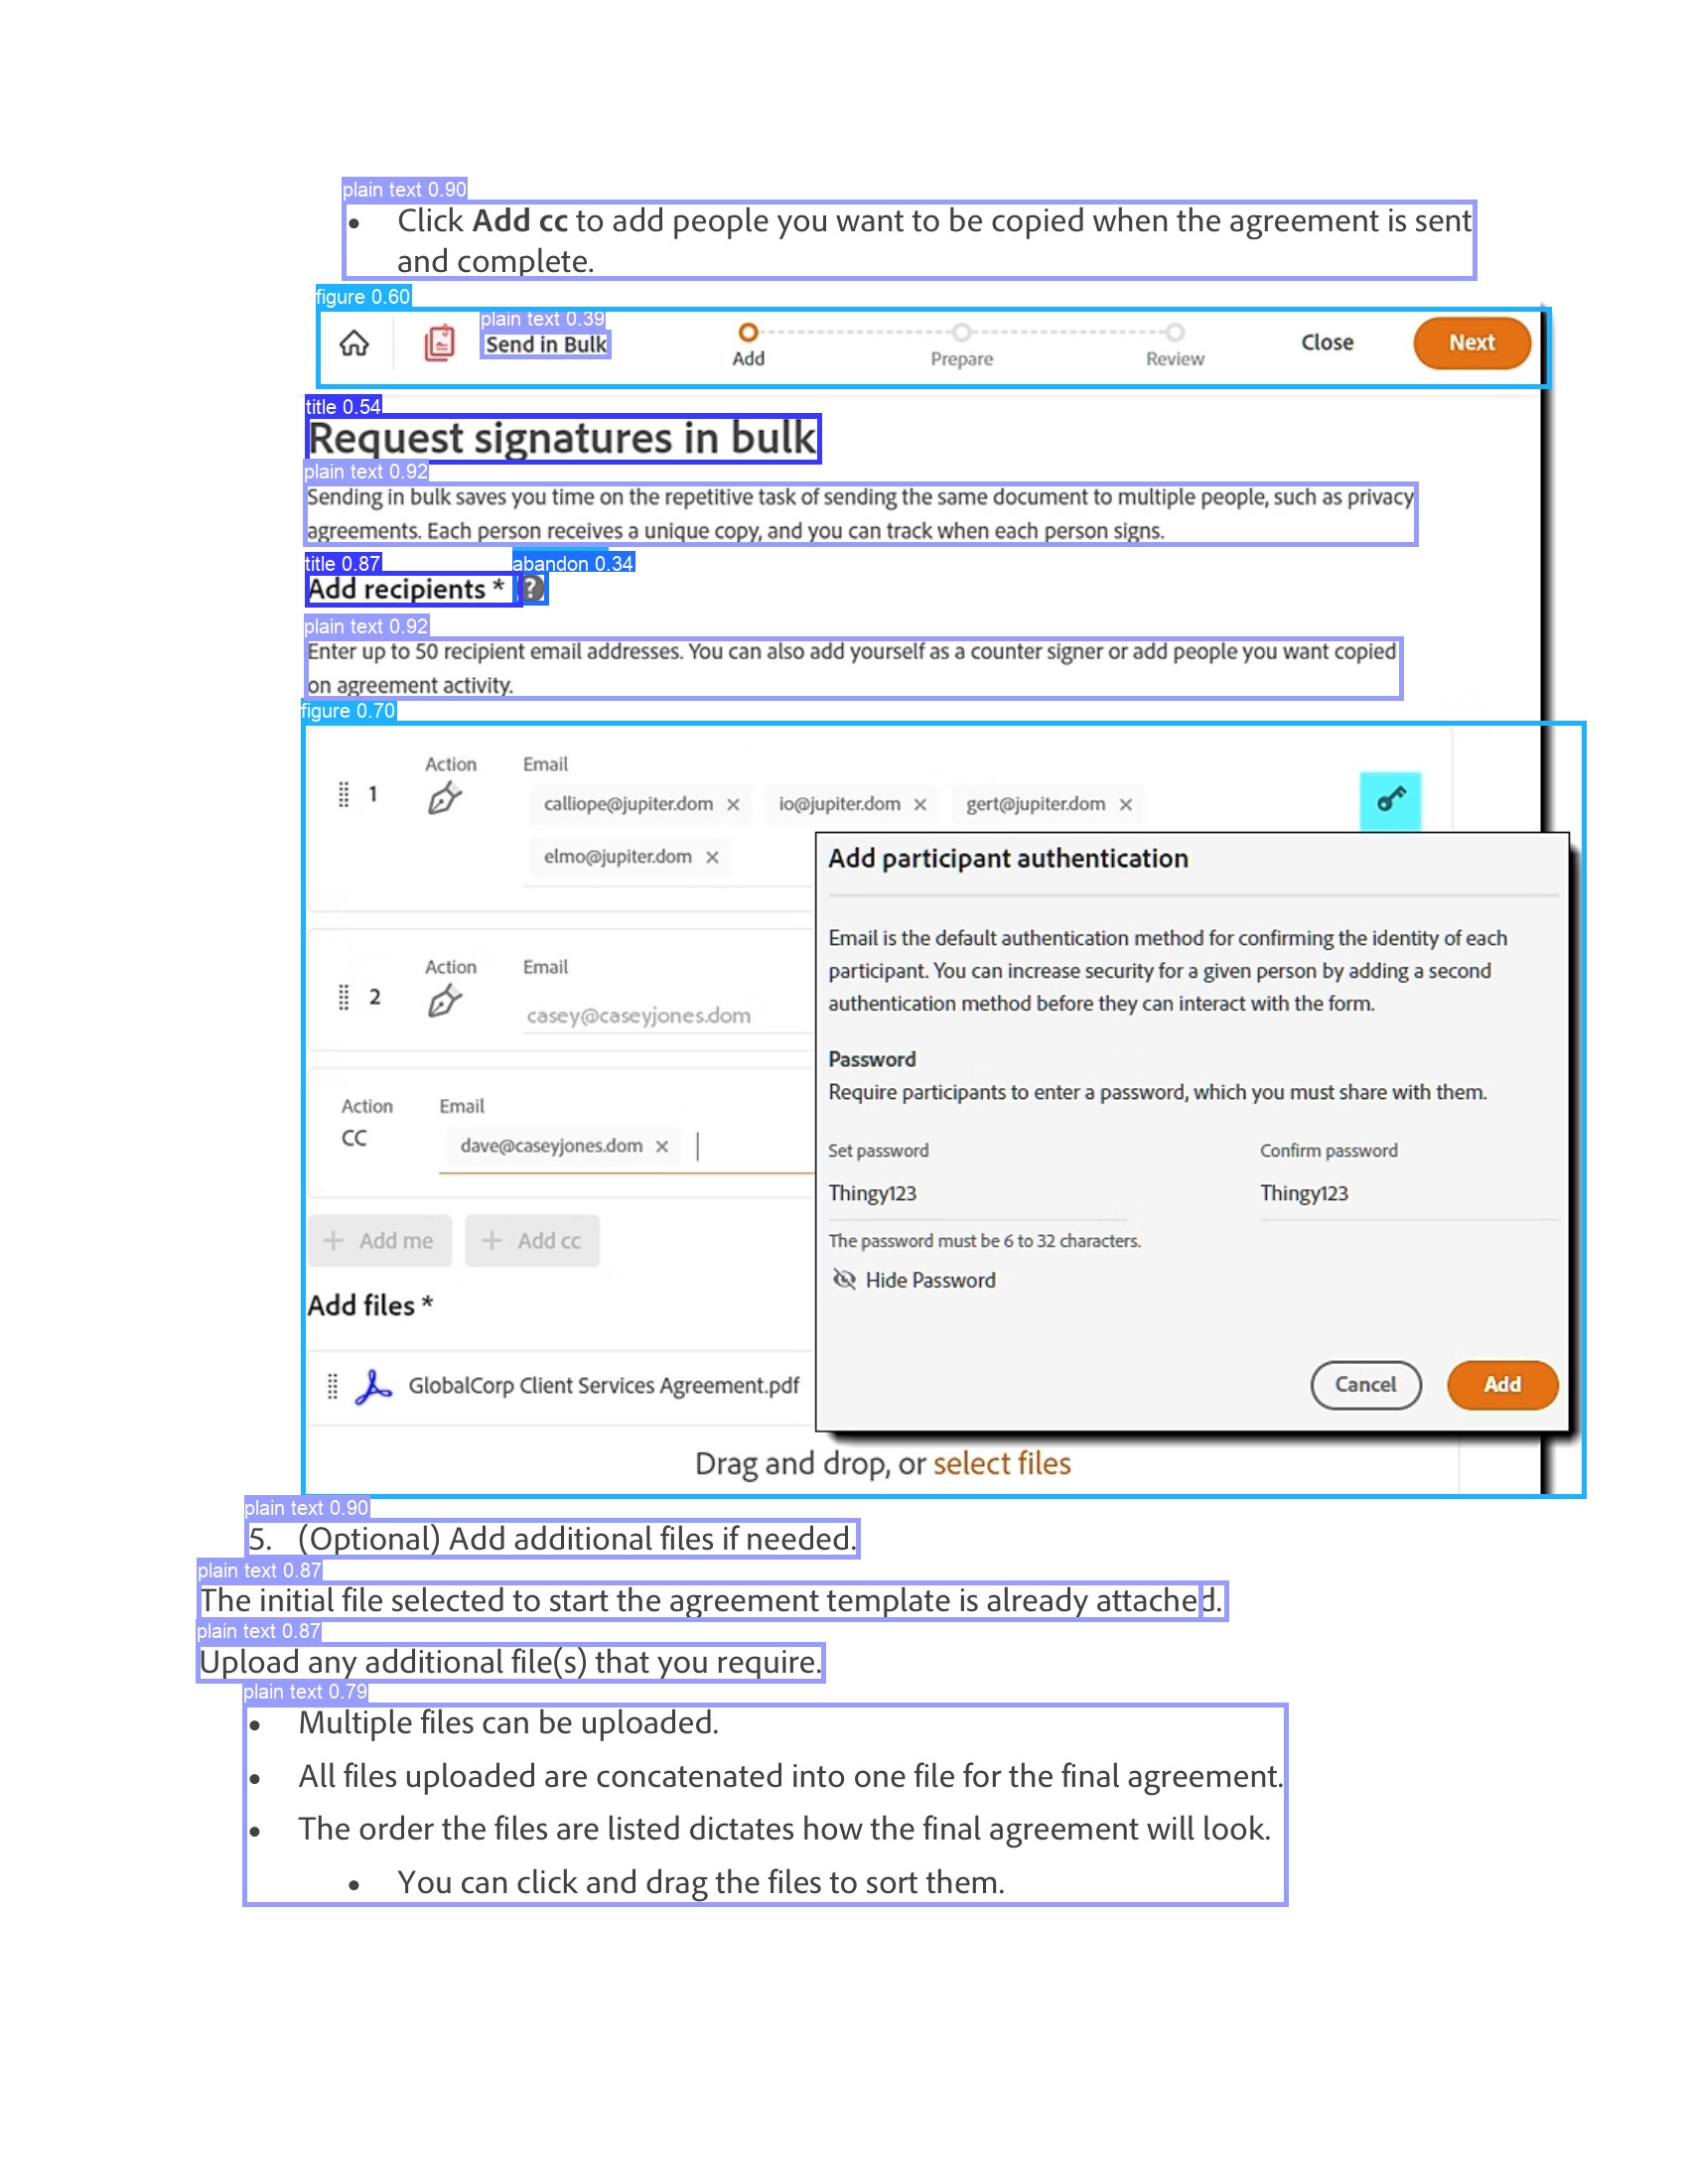 plain text 0.90
• Click Add cc to add people you want to be copied when the agreement is sent
and complete.
figure 0.60
plain text 0.39
Send in Bulk
Add
Prepare
Review
Close
Next
title 0.54
Request signatures in bulk
plain text 0.92
Sending in bulk saves you time on the repetitive task of sending the same document to multiple people, such as privacy
agreements. Each person receives a unique copy, and you can track when each person signs.
title 0.87
abandon 0.34
Add recipients * ?
plain text 0.92
Enter up to 50 recipient email addresses. You can also add yourself as a counter signer or add people you want copied
on agreement activity.
figure 0.70
Action Email
1 calliope@jupiter.dom × io@jupiter.dom × gert@jupiter.dom ×
elmo@jupiter.dom ×
Action Email
2 casey@caseyjones.dom
Action Email
CC dave@caseyjones.dom ×
+ Add me + Add cc
Add files *
GlobalCorp Client Services Agreement.pdf
Drag and drop, or select files
Add participant authentication
Email is the default authentication method for confirming the identity of each
participant. You can increase security for a given person by adding a second
authentication method before they can interact with the form.
Password
Require participants to enter a password, which you must share with them.
Set password Confirm password
Thingy123 Thingy123
The password must be 6 to 32 characters.
Hide Password
Cancel Add
plain text 0.90
5. (Optional) Add additional files if needed.
plain text 0.87
The initial file selected to start the agreement template is already attached.
plain text 0.87
Upload any additional file(s) that you require.
plain text 0.79
• Multiple files can be uploaded.
• All files uploaded are concatenated into one file for the final agreement.
• The order the files are listed dictates how the final agreement will look.
• You can click and drag the files to sort them.